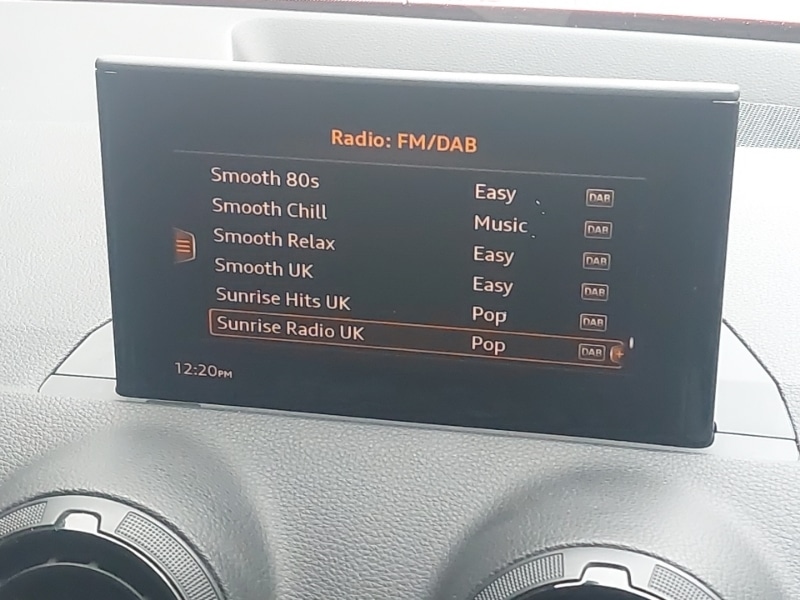 Radio: FM/DAB
Smooth 80s Easy DAB
Smooth Chill Music DAB
Smooth Relax Easy DAB
Smooth UK Easy DAB
Sunrise Hits UK Pop DAB
Sunrise Radio UK Pop DAB
12:20PM